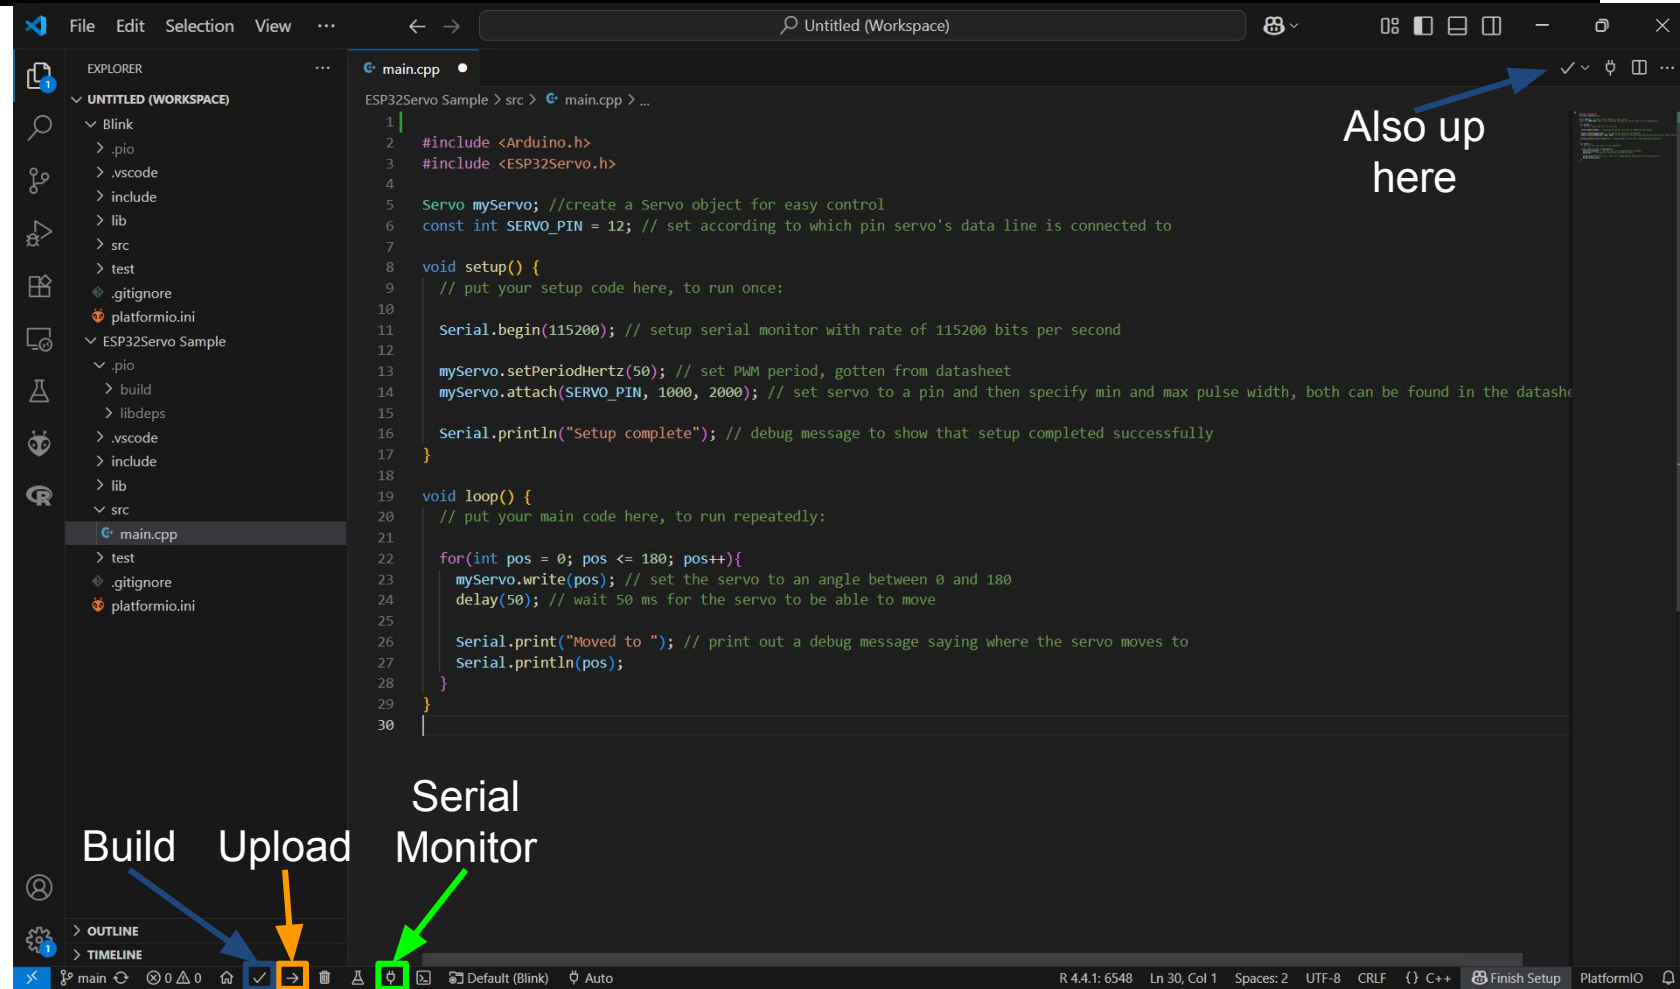 File Edit Selection View ... Untitled (Workspace)
EXPLORER ...
UNTITLED (WORKSPACE)
Blink
.pio
.vscode
include
lib
src
test
.gitignore
platformio.ini
ESP32Servo Sample
.pio
build
libdeps
.vscode
include
lib
src
main.cpp
test
.gitignore
platformio.ini
OUTLINE
TIMELINE
main.cpp
ESP32Servo Sample > src > main.cpp > ...
1
2 #include <Arduino.h>
3 #include <ESP32Servo.h>
4
5 Servo myServo; //create a Servo object for easy control
6 const int SERVO_PIN = 12; // set according to which pin servo's data line is connected to
7
8 void setup() {
9 // put your setup code here, to run once:
10
11 Serial.begin(115200); // setup serial monitor with rate of 115200 bits per second
12
13 myServo.setPeriodHertz(50); // set PWM period, gotten from datasheet
14 myServo.attach(SERVO_PIN, 1000, 2000); // set servo to a pin and then specify min and max pulse width, both can be found in the datashe
15
16 Serial.println("Setup complete"); // debug message to show that setup completed successfully
17 }
18
19 void loop() {
20 // put your main code here, to run repeatedly:
21
22 for(int pos = 0; pos <= 180; pos++){
23 myServo.write(pos); // set the servo to an angle between 0 and 180
24 delay(50); // wait 50 ms for the servo to be able to move
25
26 Serial.print("Moved to "); // print out a debug message saying where the servo moves to
27 Serial.println(pos);
28 }
29 }
30
Also up
here
Build
Upload
Serial
Monitor
1
1
main 0 0 Default (Blink) Auto R 4.4.1: 6548 Ln 30, Col 1 Spaces: 2 UTF-8 CRLF {} C++ Finish Setup PlatformIO